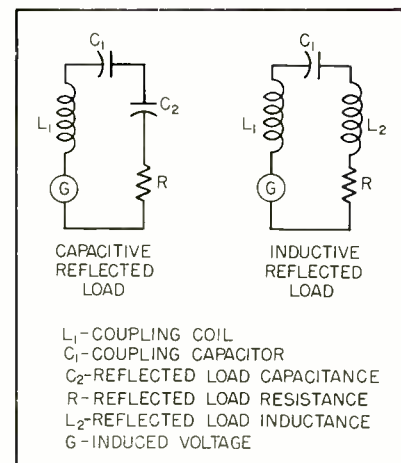 C₁
C₂
L₁
R
G
CAPACITIVE
REFLECTED
LOAD
C₁
L₁
L₂
R
G
INDUCTIVE
REFLECTED
LOAD
L₁-COUPLING COIL
C₁-COUPLING CAPACITOR
C₂-REFLECTED LOAD CAPACITANCE
R-REFLECTED LOAD RESISTANCE
L₂-REFLECTED LOAD INDUCTANCE
G-INDUCED VOLTAGE